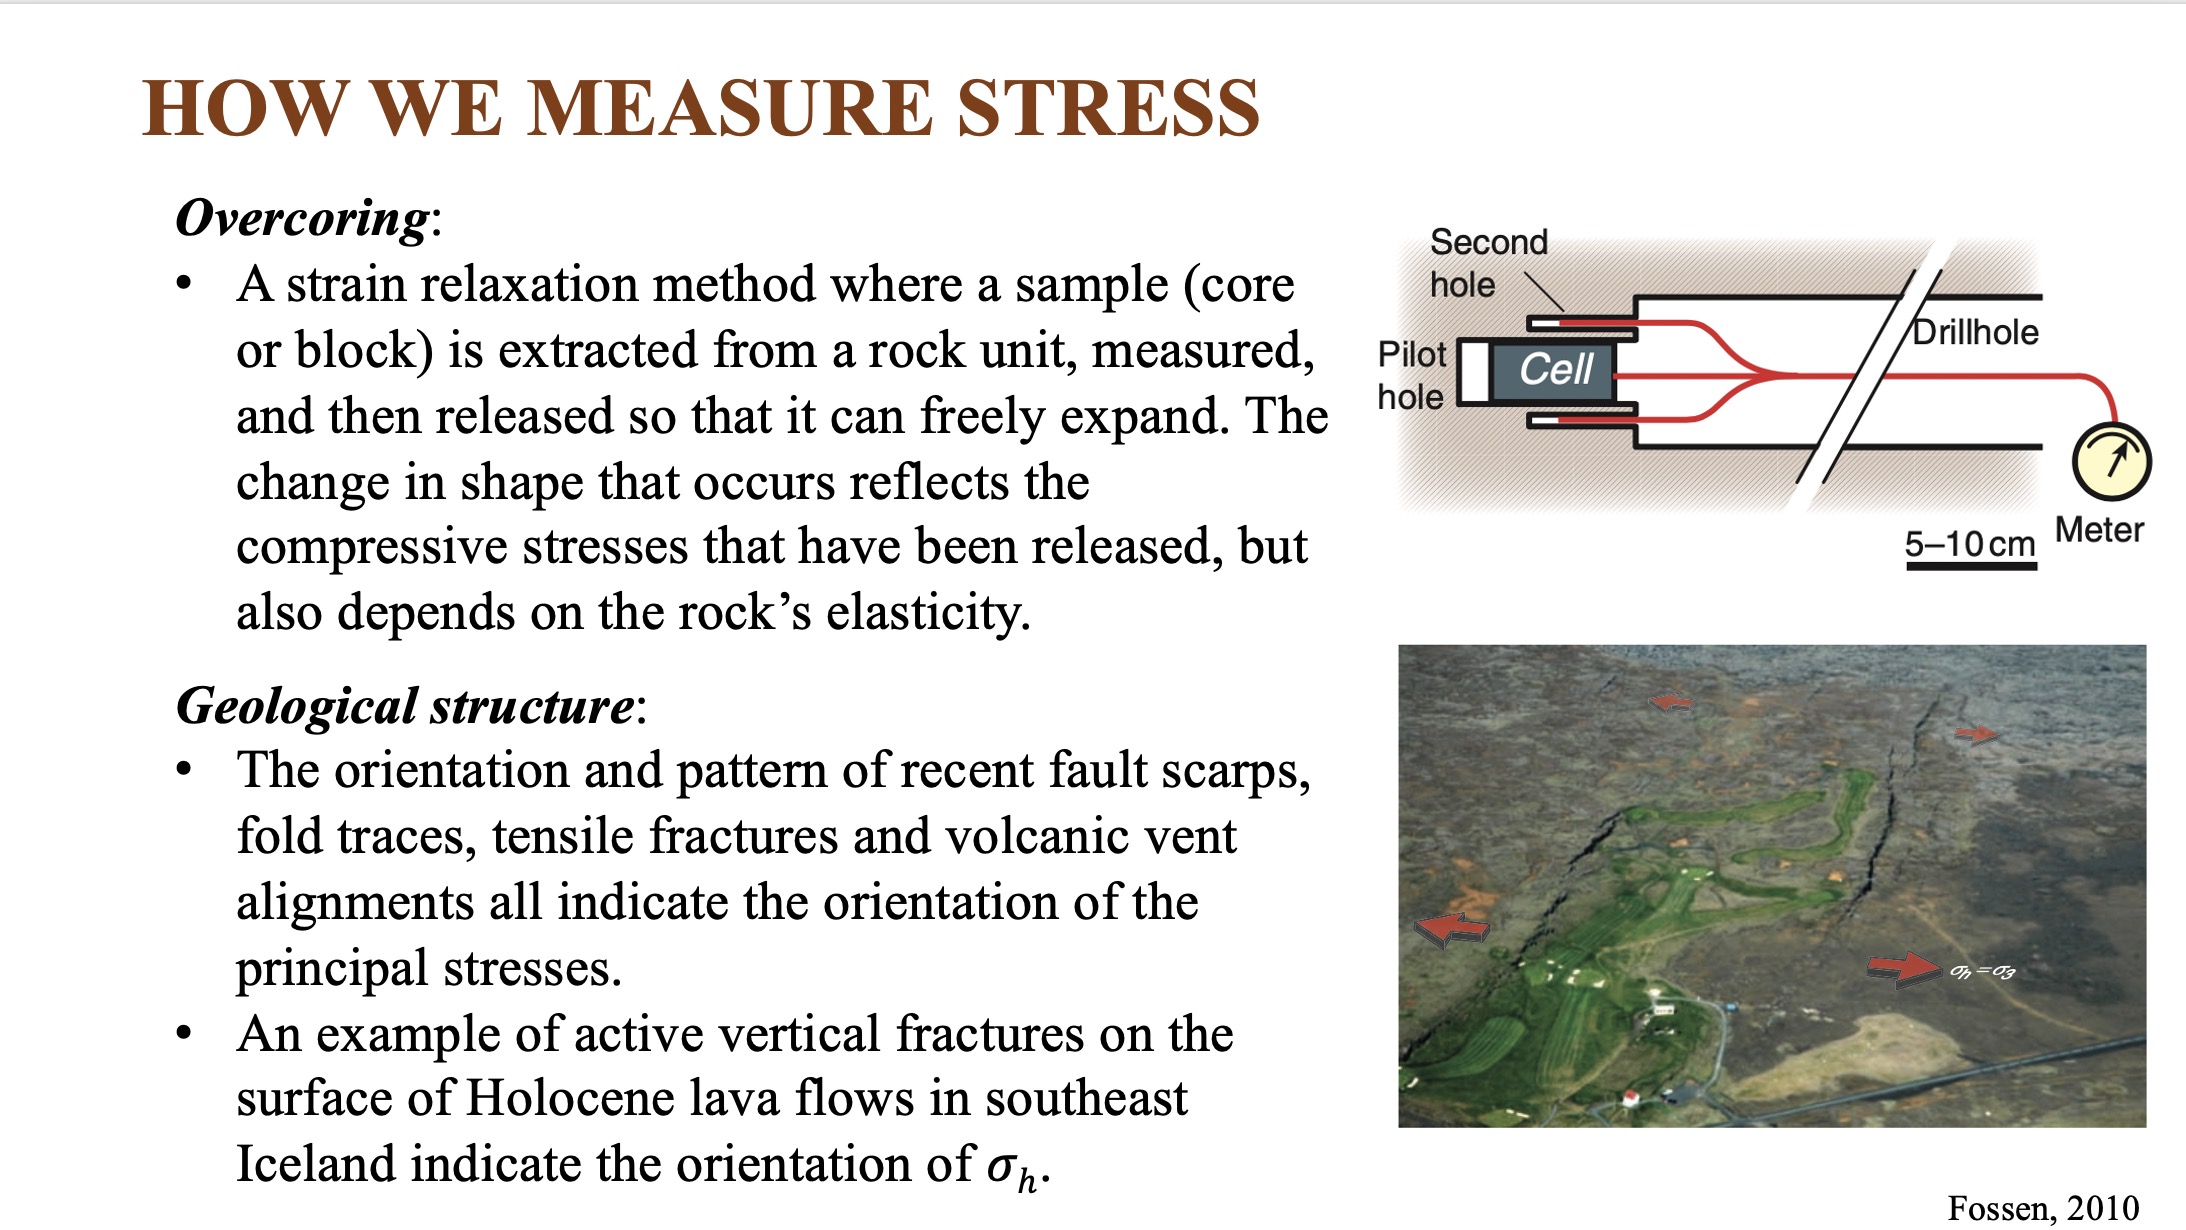 HOW WE MEASURE STRESS
Overcoring:
• A strain relaxation method where a sample (core
or block) is extracted from a rock unit, measured,
and then released so that it can freely expand. The
change in shape that occurs reflects the
compressive stresses that have been released, but
also depends on the rock’s elasticity.
Geological structure:
• The orientation and pattern of recent fault scarps,
fold traces, tensile fractures and volcanic vent
alignments all indicate the orientation of the
principal stresses.
• An example of active vertical fractures on the
surface of Holocene lava flows in southeast
Iceland indicate the orientation of σₕ.
Second
hole
Pilot
hole
Cell
Drillhole
Meter
5–10 cm
σₕ=σ₃
Fossen, 2010